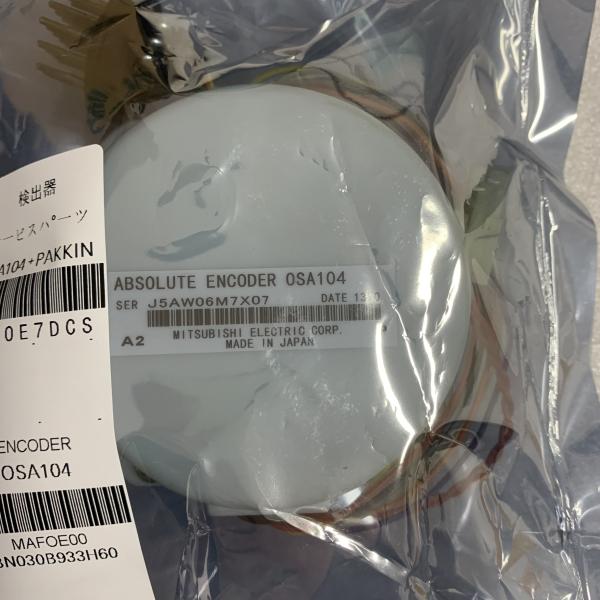 検出器
ービスパーツ
A104+PAKKIN
0E7DCS
ENCODER
OSA104
MAFOE00
BN030B933H60
ABSOLUTE ENCODER OSA104
SER J5AW06M7X07 DATE
A2 MITSUBISHI ELECTRIC CORP.
MADE IN JAPAN